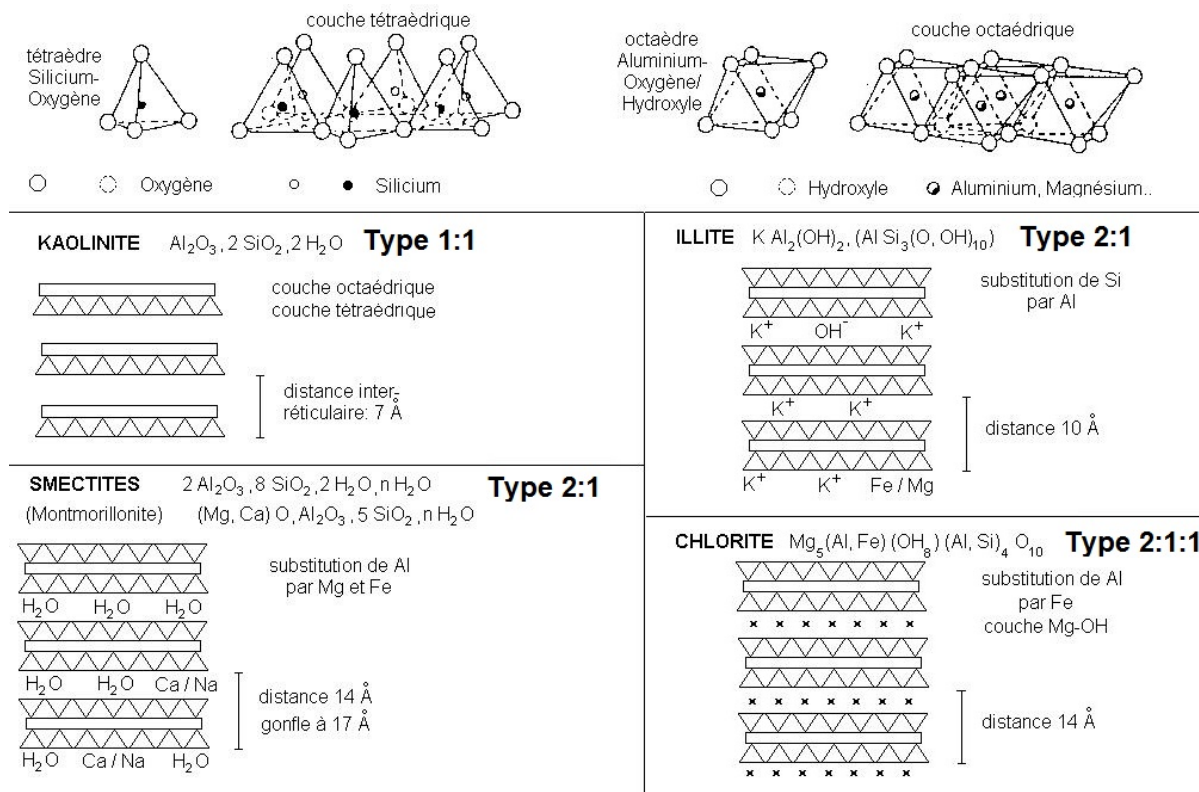 couche tétraèdrique
tétraèdre
Silicium-
Oxygène
Oxygène
Silicium
couche octaédrique
octaèdre
Aluminium-
Oxygène/
Hydroxyle
Hydroxyle
Aluminium, Magnésium..
KAOLINITE Al₂O₃, 2 SiO₂, 2 H₂O Type 1:1
couche octaédrique
couche tétraèdrique
distance inter-
réticulaire: 7 Å
ILLITE K Al₂(OH)₂, (Al Si₃(O, OH)₁₀) Type 2:1
substitution de Si
par Al
K⁺ OH⁻ K⁺
K⁺ K⁺
distance 10 Å
K⁺ K⁺ Fe / Mg
SMECTITES 2 Al₂O₃, 8 SiO₂, 2 H₂O, n H₂O Type 2:1
(Montmorillonite) (Mg, Ca) O, Al₂O₃, 5 SiO₂, n H₂O
substitution de Al
par Mg et Fe
H₂O H₂O H₂O
H₂O H₂O Ca / Na
distance 14 Å
gonfle à 17 Å
H₂O Ca / Na H₂O
CHLORITE Mg₅(Al, Fe) (OH₈) (Al, Si)₄ O₁₀ Type 2:1:1
substitution de Al
par Fe
couche Mg-OH
distance 14 Å